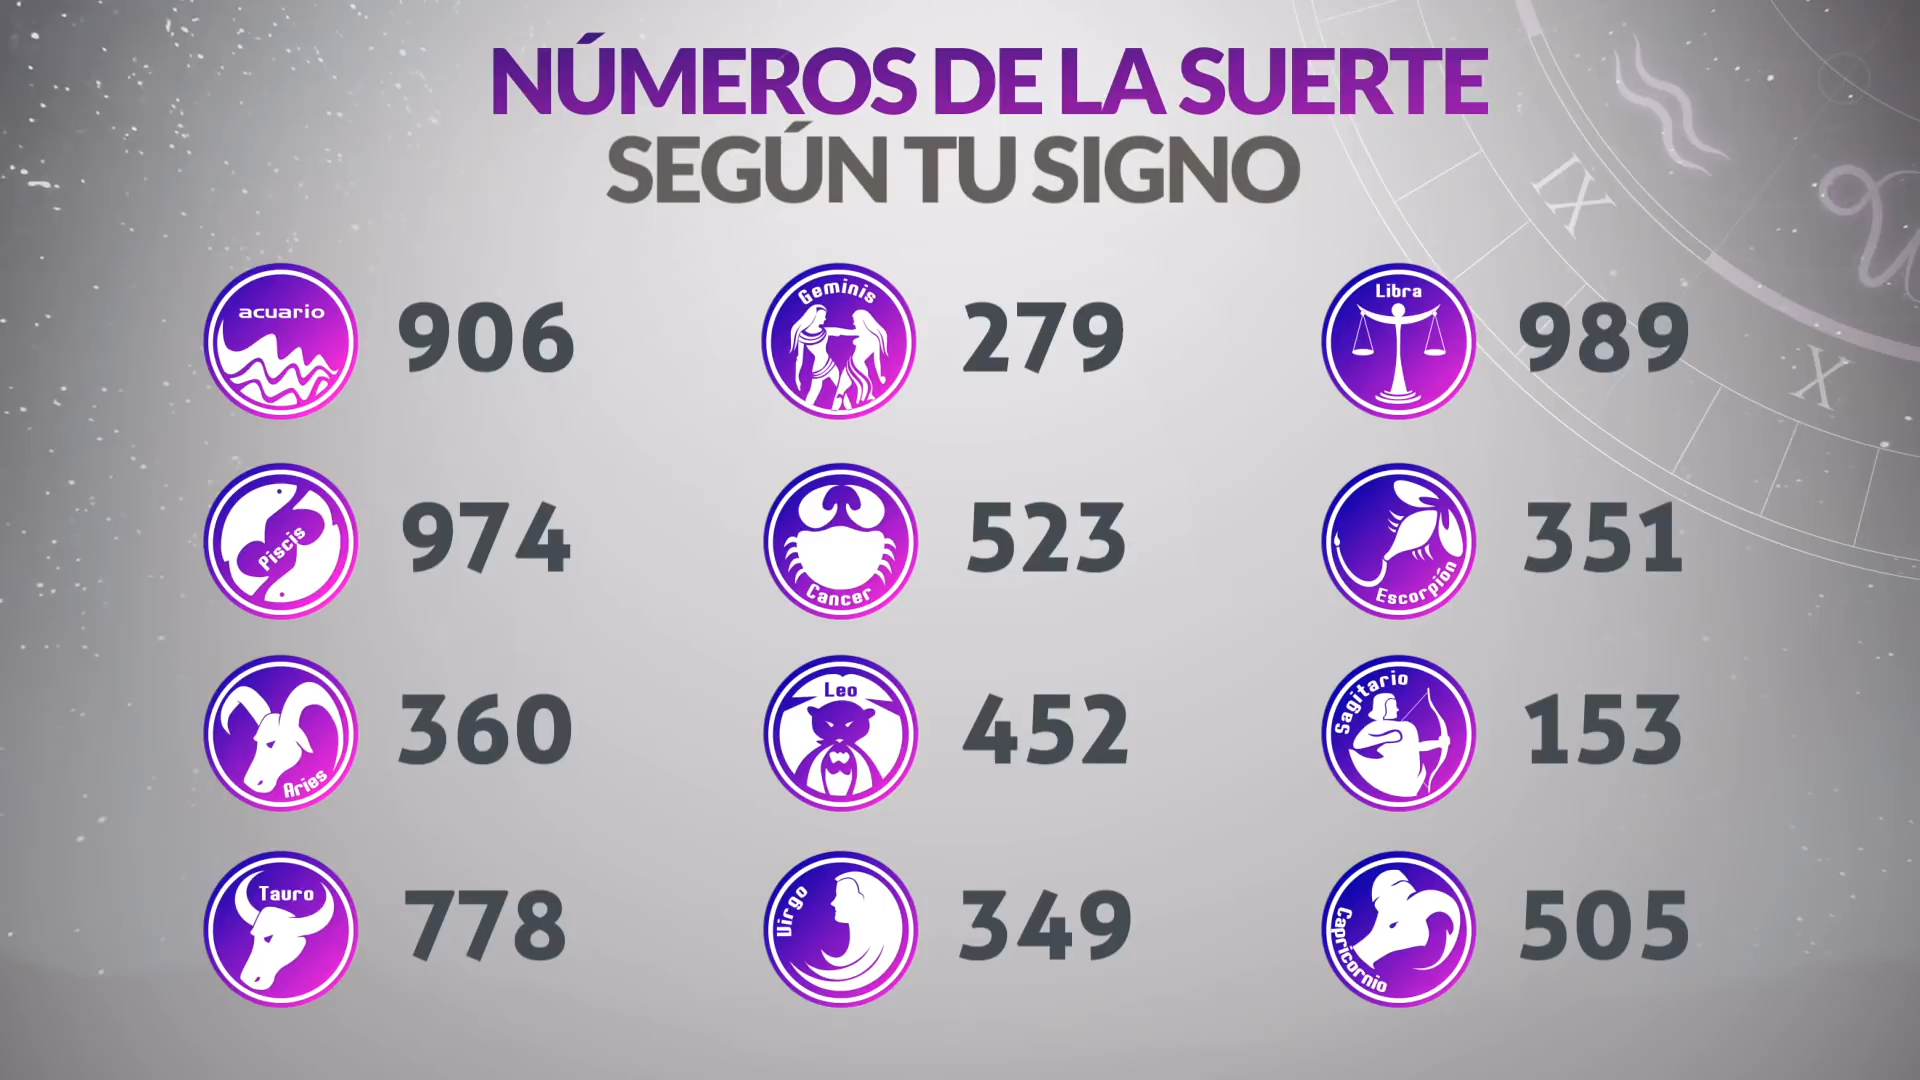 NÚMEROS DE LA SUERTE
SEGÚN TU SIGNO
acuario 906
Geminis 279
Libra 989
Piscis 974
Cancer 523
Escorpión 351
Aries 360
Leo 452
Sagitario 153
Tauro 778
Virgo 349
Capricornio 505
IX
X